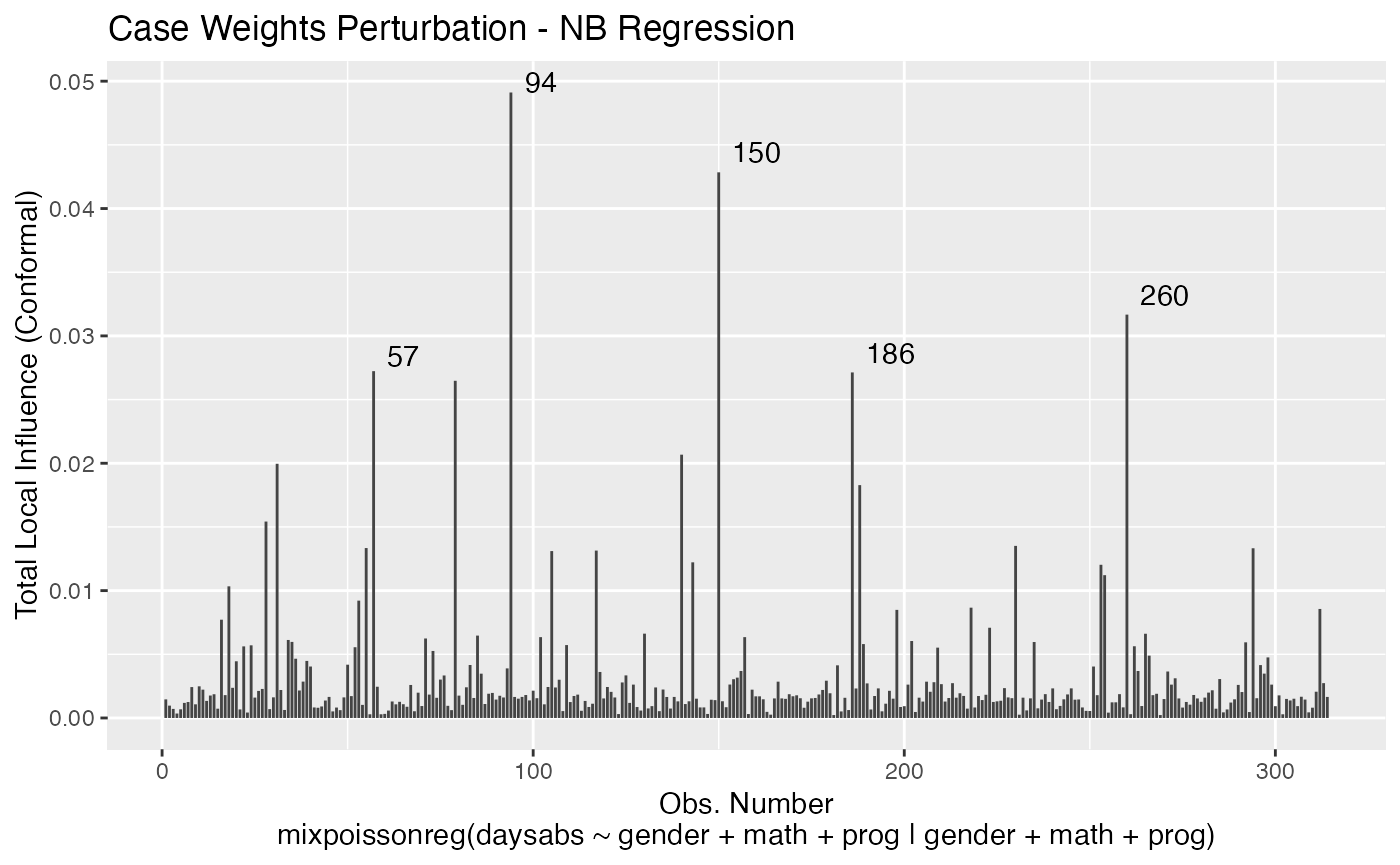 Case Weights Perturbation - NB Regression
Total Local Influence (Conformal)
0.05
0.04
0.03
0.02
0.01
0.00
94
150
260
57
186
0 100 200 300
Obs. Number
mixpoissonreg(daysabs ~ gender + math + prog | gender + math + prog)